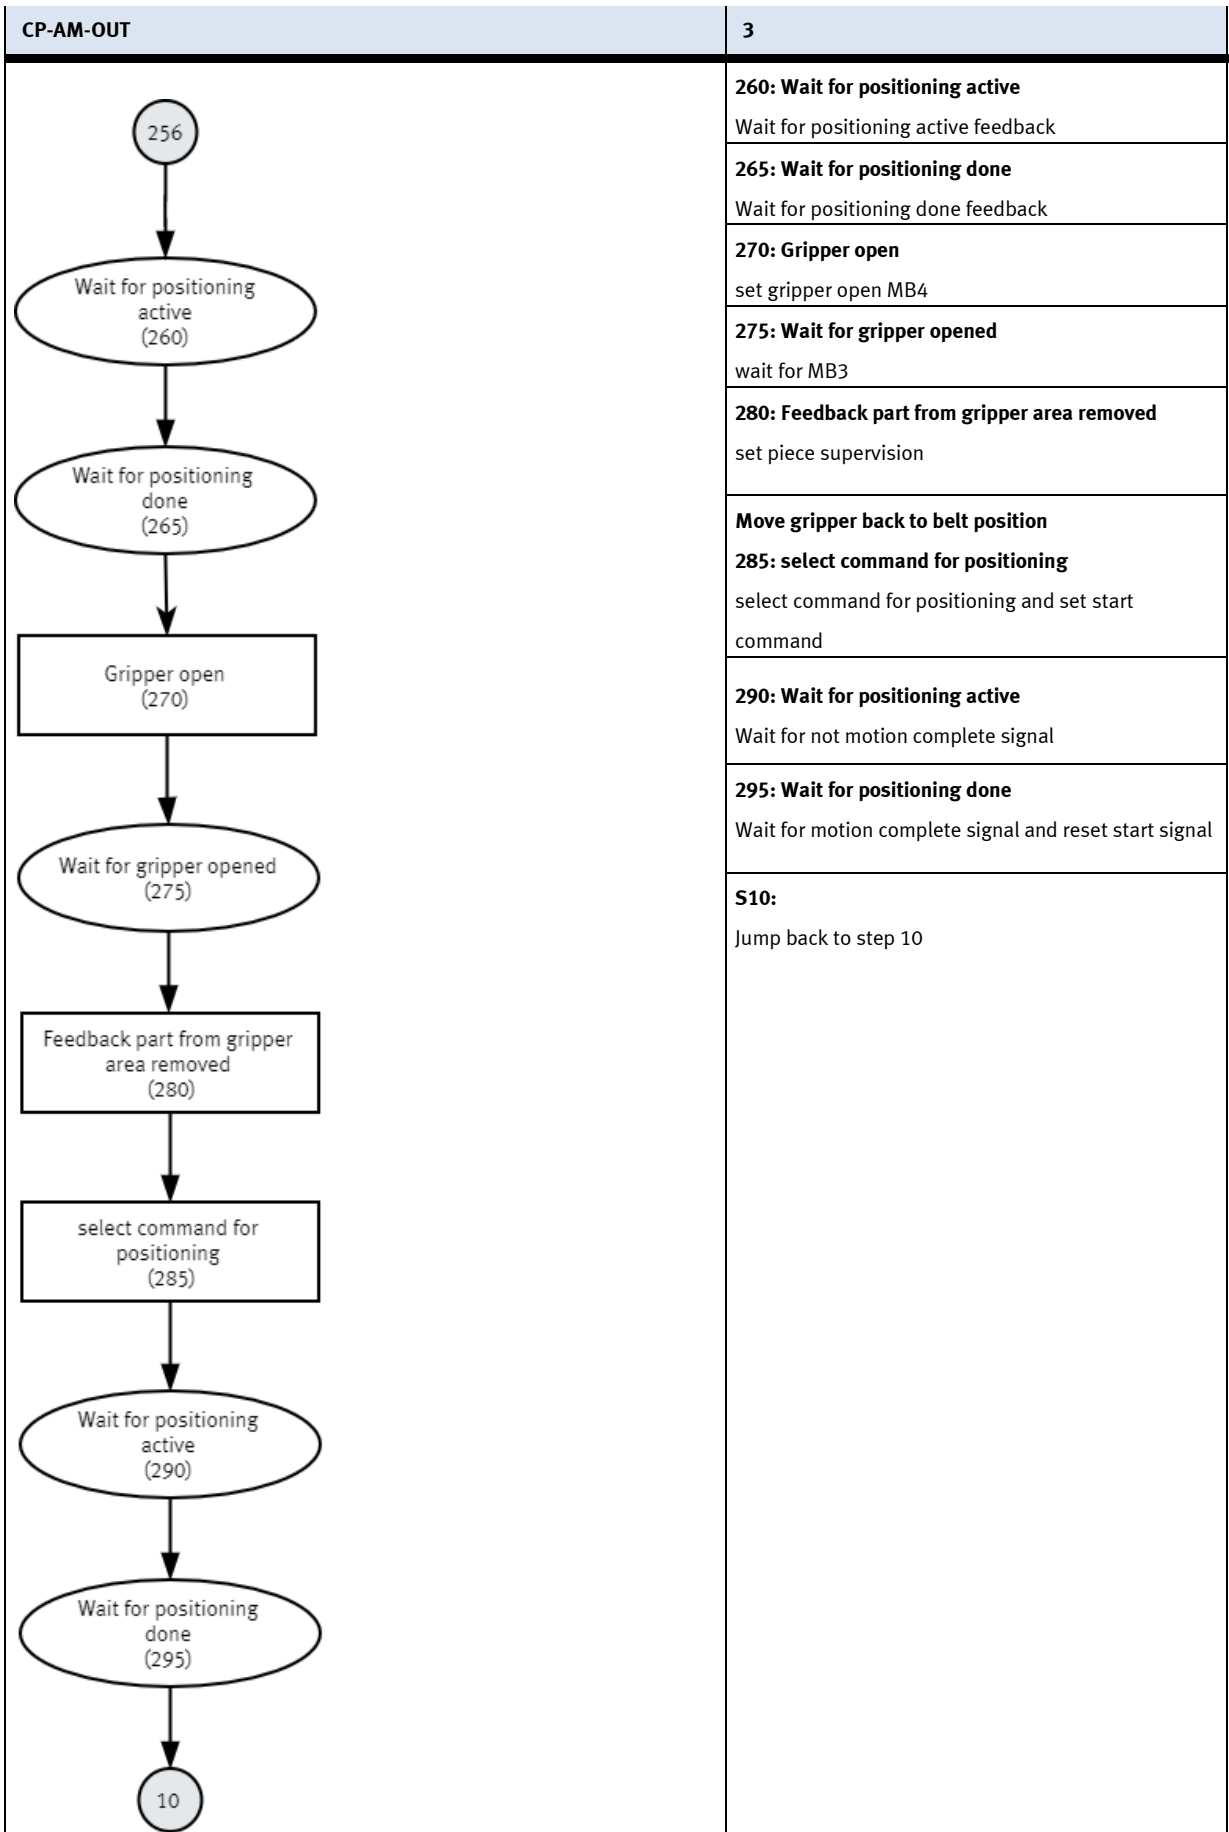 CP-AM-OUT
3
256
Wait for positioning
active
(260)
Wait for positioning
done
(265)
Gripper open
(270)
Wait for gripper opened
(275)
Feedback part from gripper
area removed
(280)
select command for
positioning
(285)
Wait for positioning
active
(290)
Wait for positioning
done
(295)
10
260: Wait for positioning active
Wait for positioning active feedback
265: Wait for positioning done
Wait for positioning done feedback
270: Gripper open
set gripper open MB4
275: Wait for gripper opened
wait for MB3
280: Feedback part from gripper area removed
set piece supervision
Move gripper back to belt position
285: select command for positioning
select command for positioning and set start
command
290: Wait for positioning active
Wait for not motion complete signal
295: Wait for positioning done
Wait for motion complete signal and reset start signal
S10:
Jump back to step 10